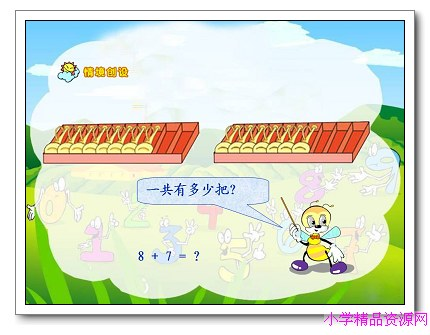 情境创设
一共有多少把?
8 + 7 = ?
小学精品资源网